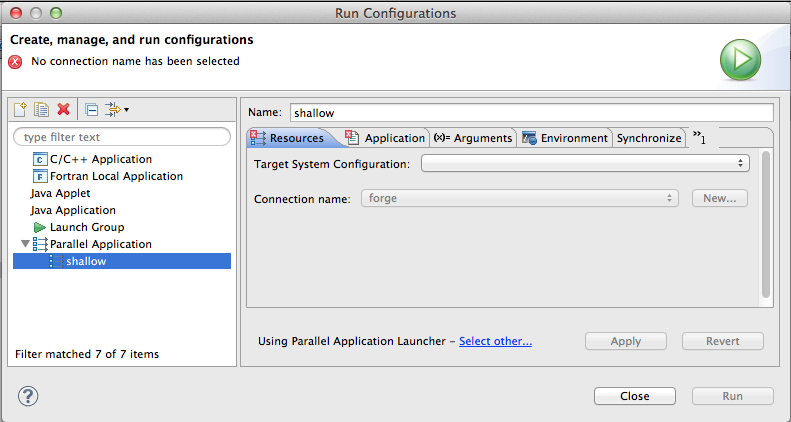 Run Configurations
Create, manage, and run configurations
No connection name has been selected
type filter text
C C/C++ Application
F Fortran Local Application
Java Applet
Java Application
Launch Group
Parallel Application
shallow
Filter matched 7 of 7 items
Name: shallow
Resources Application (x)= Arguments Environment Synchronize »1
Target System Configuration:
Connection name: forge New...
Using Parallel Application Launcher – Select other... Apply Revert
? Close Run